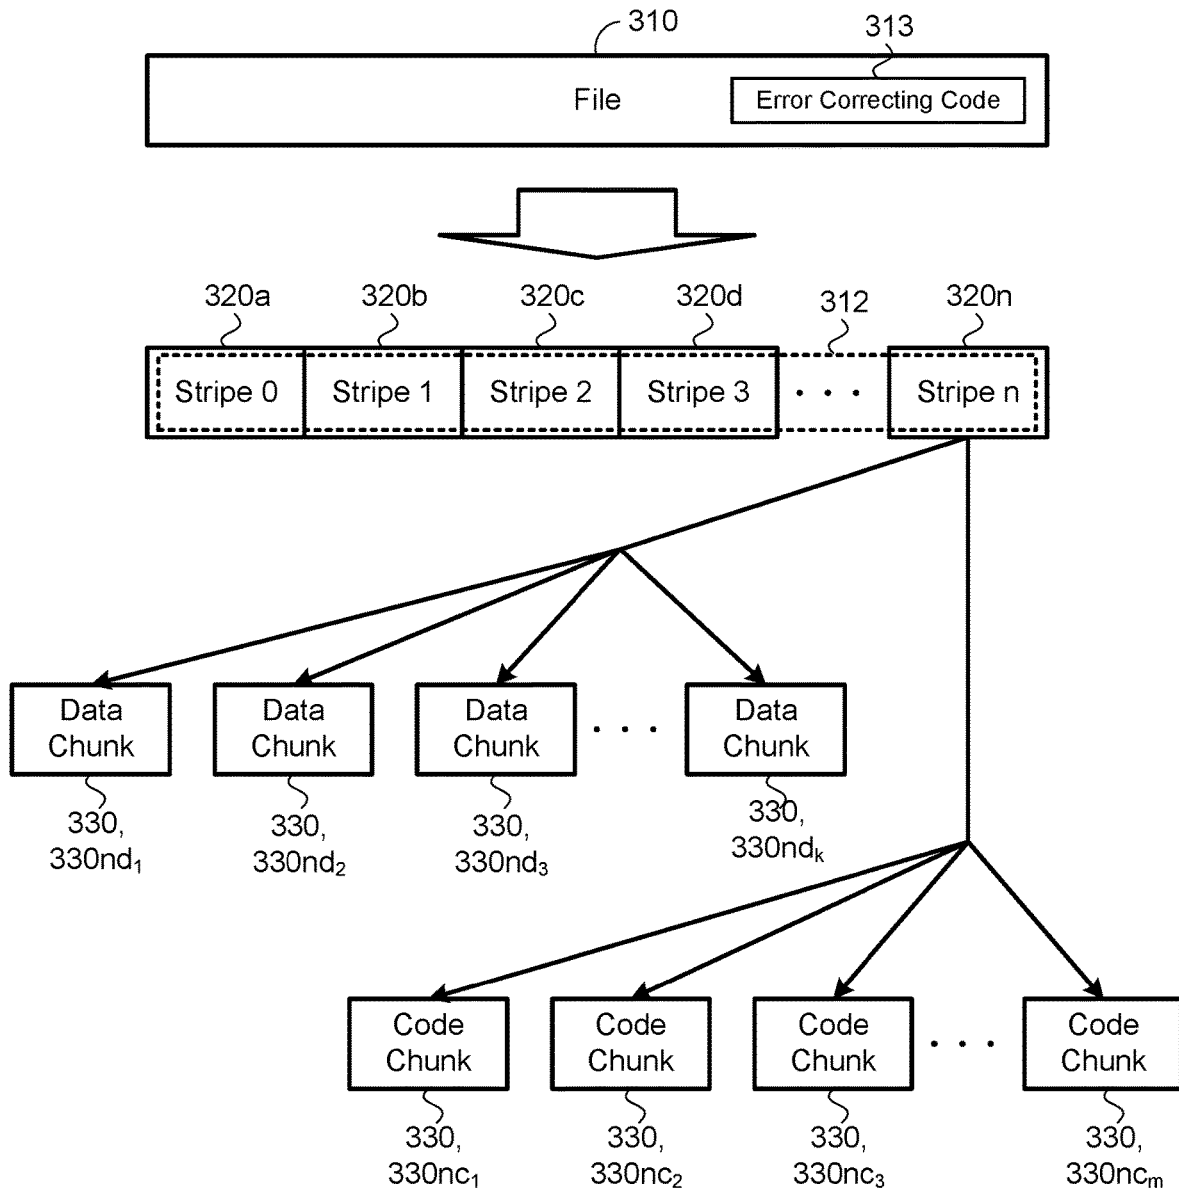 310
313
File
Error Correcting Code
320a 320b 320c 320d 312 320n
Stripe 0 Stripe 1 Stripe 2 Stripe 3 . . . Stripe n
Data Data Data Data
Chunk Chunk Chunk . . . Chunk
330, 330, 330, 330,
330nd₁ 330nd₂ 330nd₃ 330ndₖ
Code Code Code Code
Chunk Chunk Chunk . . . Chunk
330, 330, 330, 330,
330nc₁ 330nc₂ 330nc₃ 330ncₘ